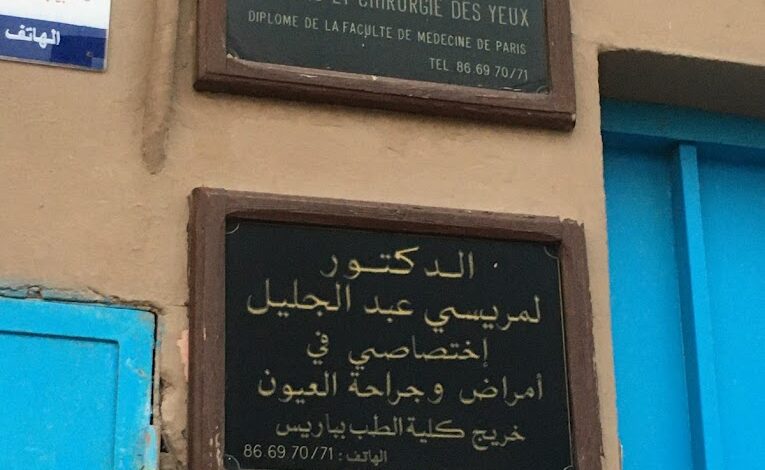 الهاتف
ET CHIRURGIE DES YEUX
DIPLOME DE LA FACULTE DE MEDECINE DE PARIS
TEL 86.69 70/71
الدكتور
لمريسي عبد الجليل
إختصاصي في
أمراض وجراحة العيون
خريج كلية الطب بباريس
الهاتف : 86.69.70/71